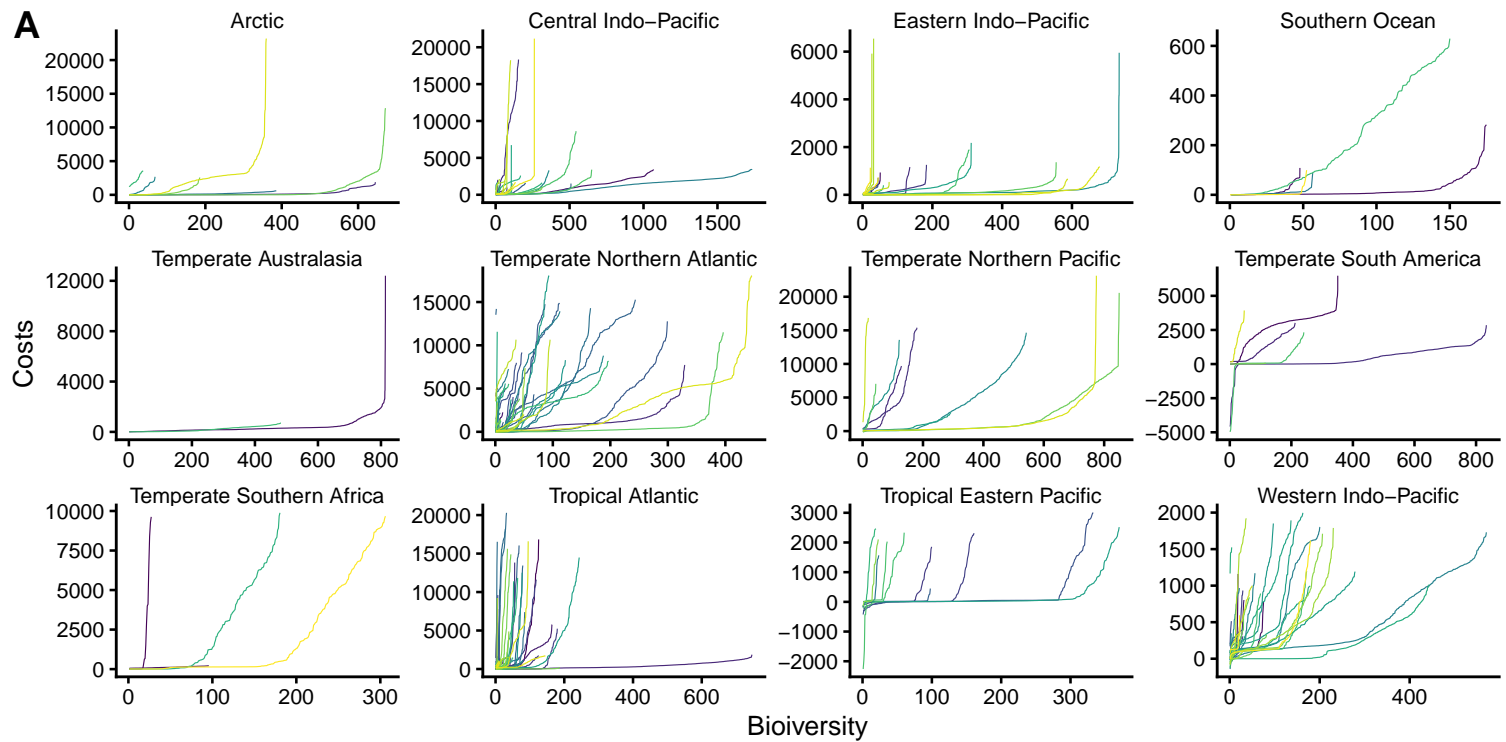 A
Arctic
Central Indo−Pacific
Eastern Indo−Pacific
Southern Ocean
20000
15000
10000
5000
0
0 200 400 600
20000
15000
10000
5000
0
0 500 1000 1500
6000
4000
2000
0
0 200 400 600
600
400
200
0
0 50 100 150
Temperate Australasia
Temperate Northern Atlantic
Temperate Northern Pacific
Temperate South America
12000
8000
4000
0
0 200 400 600 800
15000
10000
5000
0
0 100 200 300 400
20000
15000
10000
5000
0
0 200 400 600 800
5000
2500
0
−2500
−5000
0 200 400 600 800
Temperate Southern Africa
Tropical Atlantic
Tropical Eastern Pacific
Western Indo−Pacific
10000
7500
5000
2500
0
0 100 200 300
20000
15000
10000
5000
0
0 200 400 600
3000
2000
1000
0
−1000
−2000
0 100 200 300
2000
1500
1000
500
0
0 200 400
Costs
Bioiversity